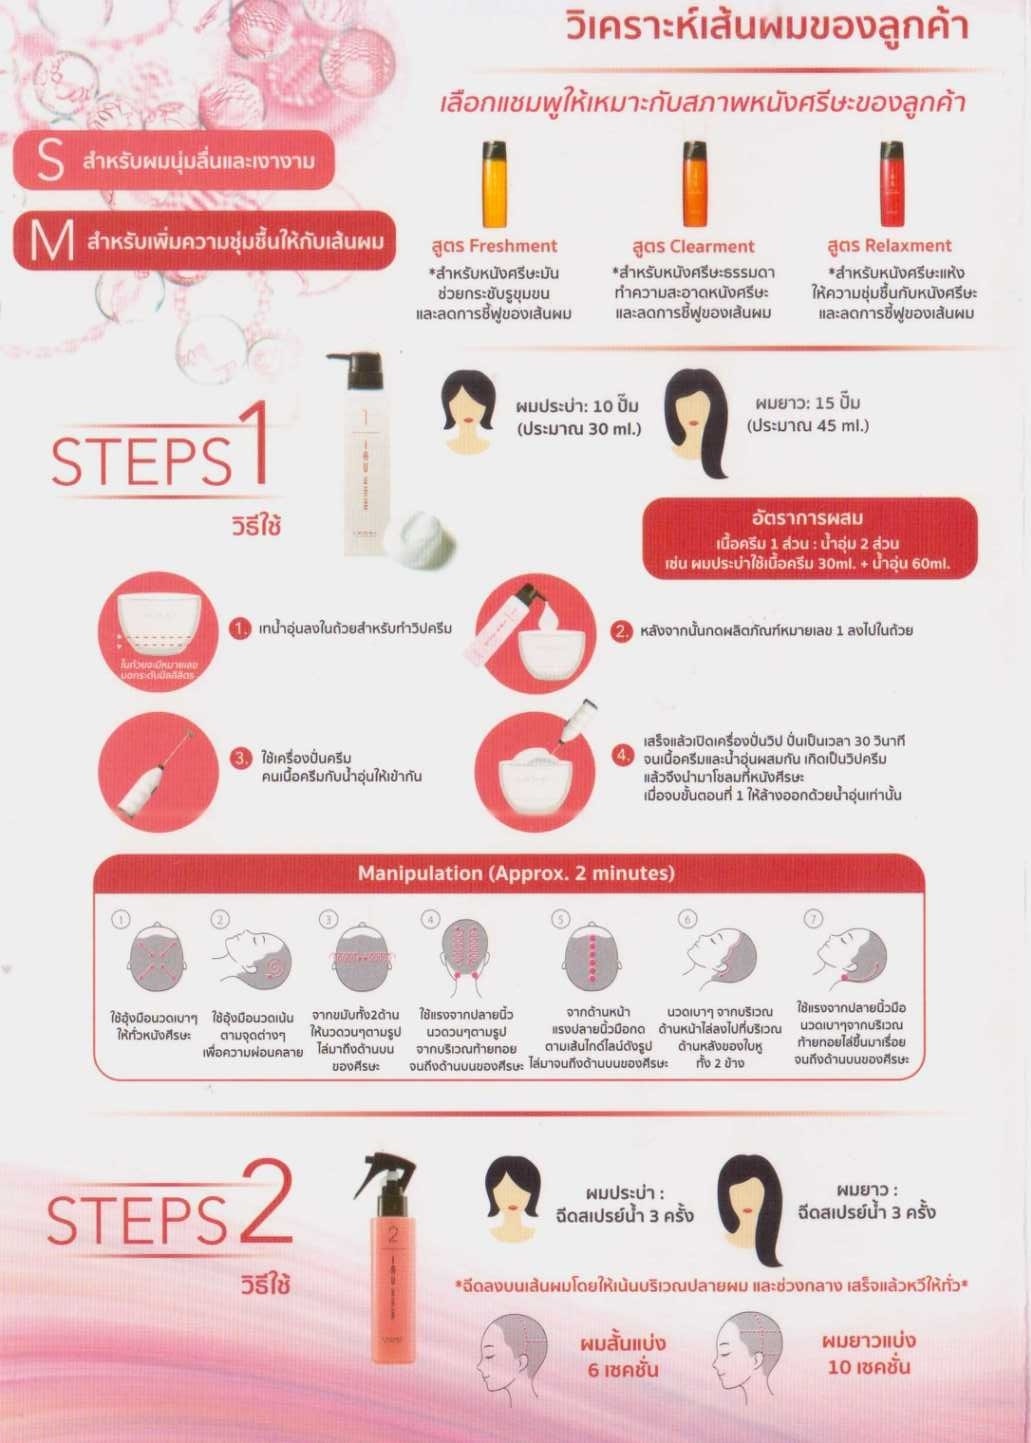 วิเคราะห์เส้นผมของลูกค้า
เลือกแชมพูให้เหมาะกับสภาพหนังศรีษะของลูกค้า
S สำหรับผมนุ่มลื่นและเงางาม
M สำหรับเพิ่มความชุ่มชื้นให้กับเส้นผม
สูตร Freshment
*สำหรับหนังศรีษะมัน
ช่วยกระชับรูขุมขน
และลดการชี้ฟูของเส้นผม
สูตร Clearment
*สำหรับหนังศรีษะธรรมดา
ทำความสะอาดหนังศรีษะ
และลดการชี้ฟูของเส้นผม
สูตร Relaxment
*สำหรับหนังศรีษะแห้ง
ให้ความชุ่มชื้นกับหนังศรีษะ
และลดการชี้ฟูของเส้นผม
STEPS 1
วิธีใช้
1
ผมประบ่า: 10 ปั๊ม
(ประมาณ 30 ml.)
ผมยาว: 15 ปั๊ม
(ประมาณ 45 ml.)
อัตราการผสม
เนื้อครีม 1 ส่วน : น้ำอุ่น 2 ส่วน
เช่น ผมประบ่าใช้เนื้อครีม 30ml. + น้ำอุ่น 60ml.
ในถ้วยจะมีหมายเลข
บอกระดับมิลลิลิตร
1. เทน้ำอุ่นลงในถ้วยสำหรับทำวิปครีม
2. หลังจากนั้นกดผลิตภัณฑ์หมายเลข 1 ลงไปในถ้วย
3. ใช้เครื่องปั่นครีม
คนเนื้อครีมกับน้ำอุ่นให้เข้ากัน
4. เสร็จแล้วเปิดเครื่องปั่นวิป ปั่นเป็นเวลา 30 วินาที
จนเนื้อครีมและน้ำอุ่นผสมกัน เกิดเป็นวิปครีม
แล้วจึงนำมาโชลมที่หนังศีรษะ
เมื่อจบขั้นตอนที่ 1 ให้ล้างออกด้วยน้ำอุ่นเท่านั้น
Manipulation (Approx. 2 minutes)
1
ใช้อุ้งมือนวดเบาๆ
ให้ทั่วหนังศีรษะ
2
ใช้อุ้งมือนวดเน้น
ตามจุดต่างๆ
เพื่อความผ่อนคลาย
3
จากขมับทั้ง2ด้าน
ให้นวดวนๆตามรูป
ไล่มาถึงด้านบน
ของศีรษะ
4
ใช้แรงจากปลายนิ้ว
นวดวนๆตามรูป
จากบริเวณท้ายทอย
จนถึงด้านบนของศีรษะ
5
จากด้านหน้า
แรงปลายนิ้วมือกด
ตามเส้นไกด์ไลน์ดังรูป
ไล่มาจนถึงด้านบนของศีรษะ
6
นวดเบาๆ จากบริเวณ
ด้านหน้าไล่ลงไปที่บริเวณ
ด้านหลังของใบหู
ทั้ง 2 ข้าง
7
ใช้แรงจากปลายนิ้วมือ
นวดเบาๆจากบริเวณ
ท้ายทอยไล่ขึ้นมาเรื่อย
จนถึงด้านบนของศีรษะ
STEPS 2
วิธีใช้
2
ผมประบ่า :
ฉีดสเปรย์น้ำ 3 ครั้ง
ผมยาว :
ฉีดสเปรย์น้ำ 3 ครั้ง
*ฉีดลงบนเส้นผมโดยให้เน้นบริเวณปลายผม และช่วงกลาง เสร็จแล้วหวีให้ทั่ว*
ผมสั้นแบ่ง
6 เซคชั่น
ผมยาวแบ่ง
10 เซคชั่น